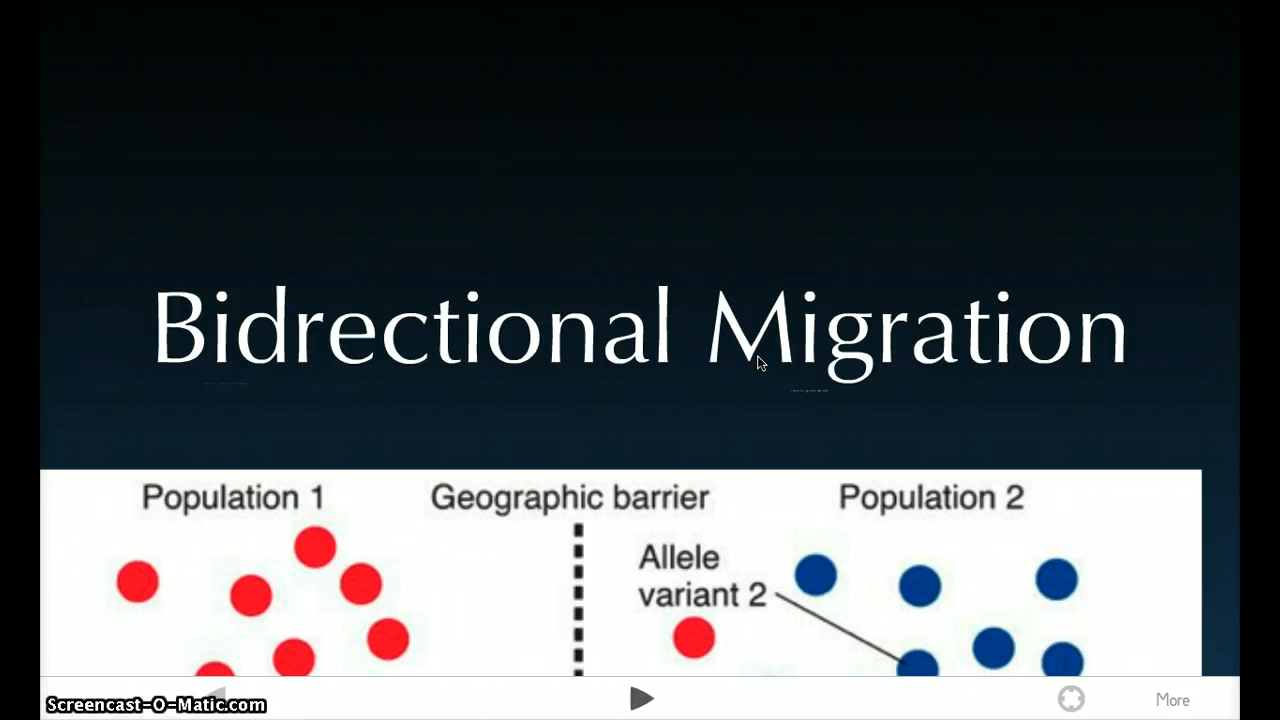 Bidrectional Migration
Population 1 Geographic barrier Population 2
Allele
variant 2
Screencast-O-Matic.com More